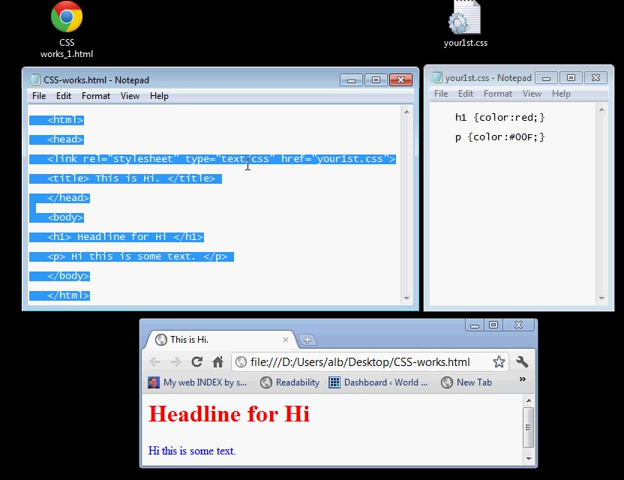 CSS
works_1.html
your1st.css
CSS-works.html - Notepad
File Edit Format View Help
<html>
<head>
<link rel="stylesheet" type="text/css" href="your1st.css">
<title> This is Hi. </title>
</head>
<body>
<h1> Headline for Hi </h1>
<p> Hi this is some text. </p>
</body>
</html>
your1st.css - Notepad
File Edit Format View Help
h1 {color:red;}
p {color:#00F;}
This is Hi.
file:///D:/Users/alb/Desktop/CSS-works.html
My web INDEX by s... Readability Dashboard ‹ World ... New Tab »
Headline for Hi
Hi this is some text.